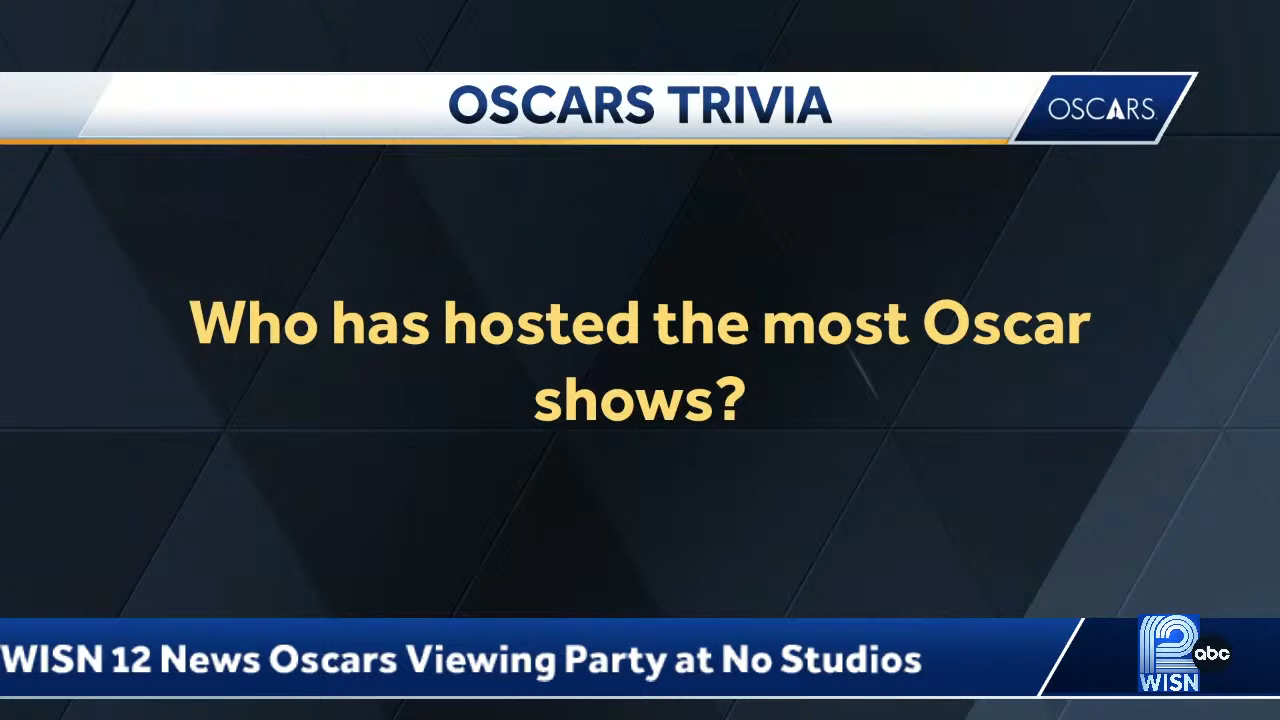 OSCARS TRIVIA
OSCARS
Who has hosted the most Oscar
shows?
WISN 12 News Oscars Viewing Party at No Studios
12
abc
WISN